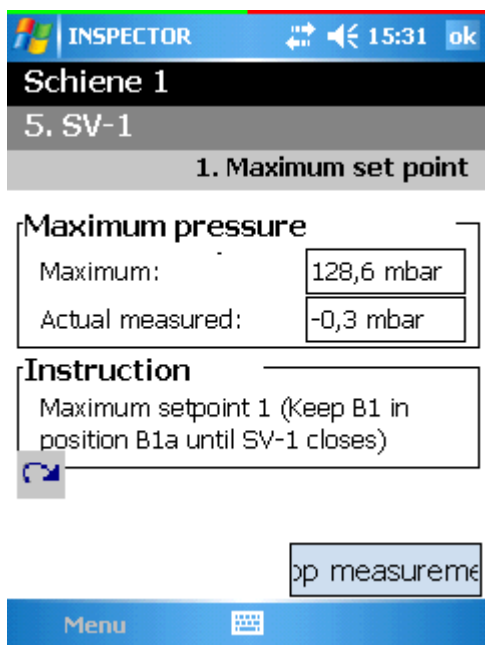 INSPECTOR 15:31 ok
Schiene 1
5. SV-1
1. Maximum set point
Maximum pressure
Maximum: 128,6 mbar
Actual measured: -0,3 mbar
Instruction
Maximum setpoint 1 (Keep B1 in
position B1a until SV-1 closes)
op measureme
Menu